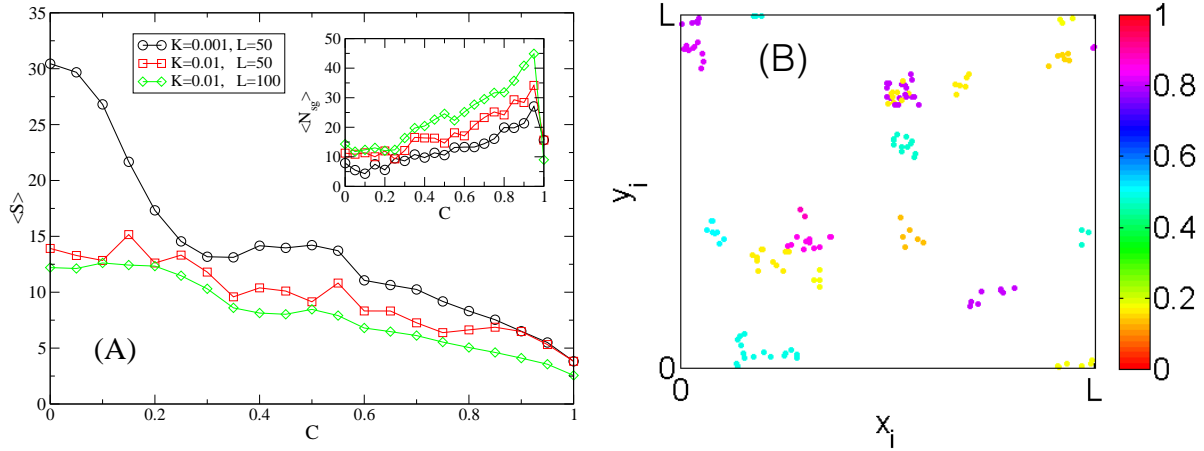 (A)
<S>
35
30
25
20
15
10
5
0
0 0.2 0.4 0.6 0.8 1
C
K=0.001, L=50
K=0.01, L=50
K=0.01, L=100
<N_sg>
50
40
30
20
10
0
0 0.2 0.4 0.6 0.8 1
C
(B)
L
y_i
0
0 L
x_i
1
0.8
0.6
0.4
0.2
0